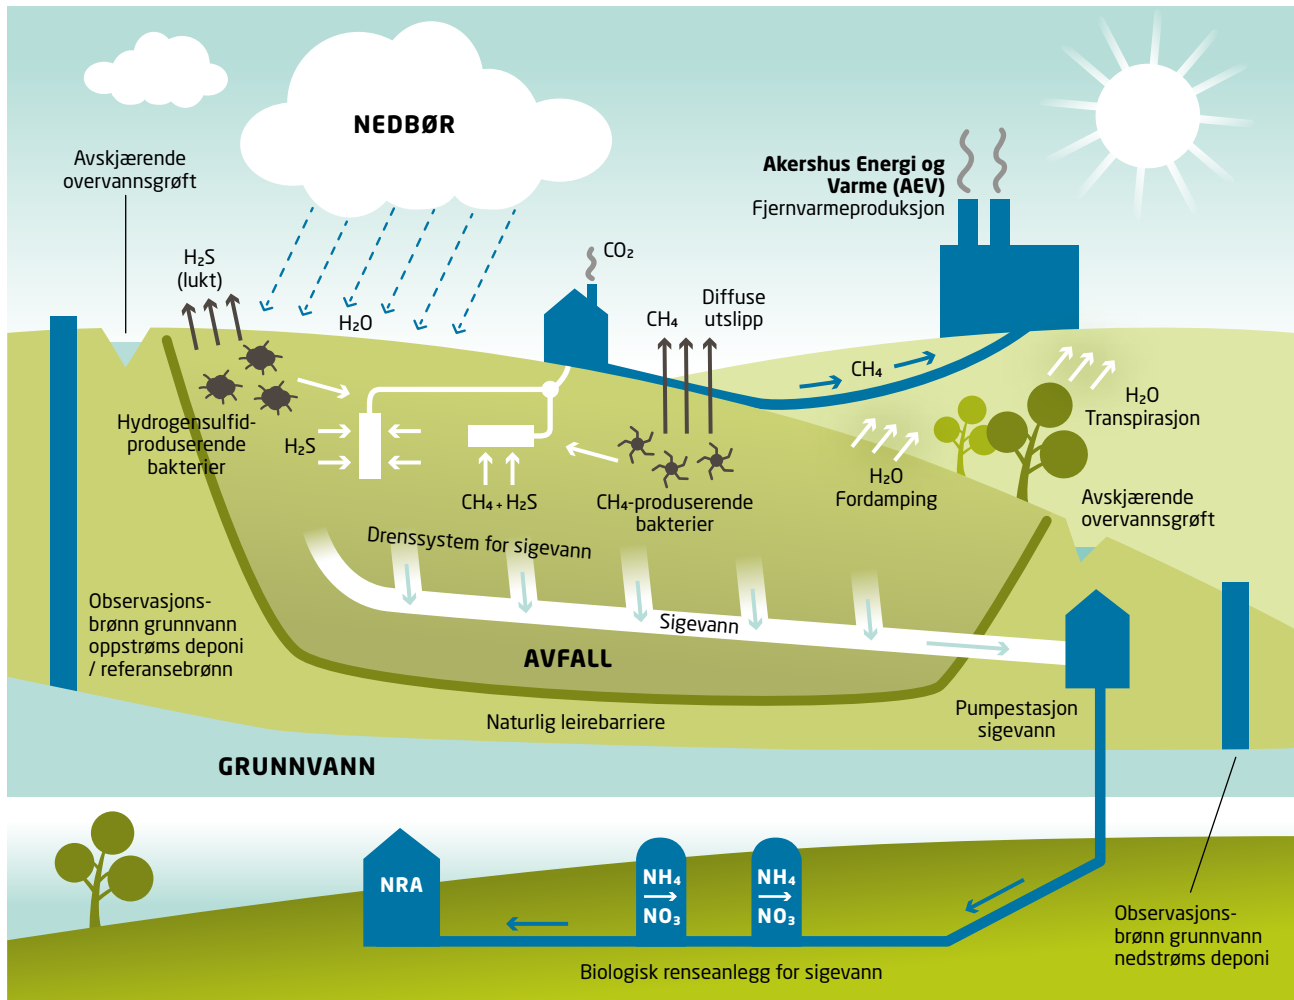 NEDBØR
Avskjærende
overvannsgrøft
Akershus Energi og
Varme (AEV)
Fjernvarmeproduksjon
H₂S
(lukt)
CO₂
H₂O
CH₄
Diffuse
utslipp
CH₄
H₂O
Transpirasjon
Hydrogensulfid-
produserende
bakterier
H₂S
CH₄ + H₂S
CH₄-produserende
bakterier
H₂O
Fordamping
Avskjærende
overvannsgrøft
Drenssystem for sigevann
Observasjons-
brønn grunnvann
oppstrøms deponi
/ referansebrønn
Sigevann
AVFALL
Naturlig leirebarriere
Pumpestasjon
sigevann
GRUNNVANN
NRA
NH₄
NO₃
NH₄
NO₃
Observasjons-
brønn grunnvann
nedstrøms deponi
Biologisk renseanlegg for sigevann